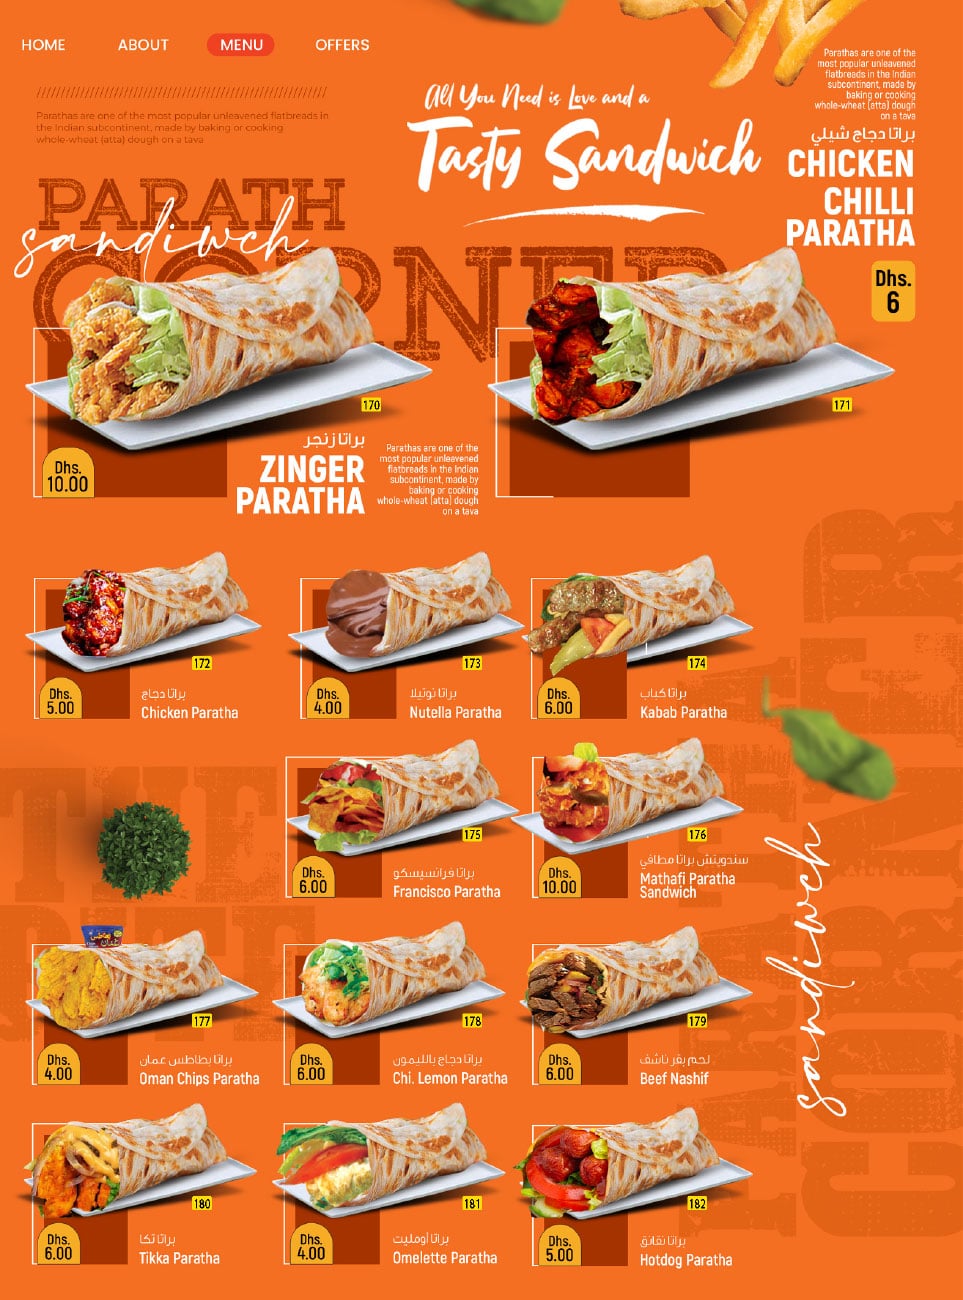 HOME ABOUT MENU OFFERS
Parathas are one of the most popular unleavened flatbreads in
the Indian subcontinent, made by baking or cooking
whole-wheat (atta) dough on a tava
PARATH
sandiwch
CORNER
All You Need is Love and a
Tasty Sandwich
Parathas are one of the
most popular unleavened
flatbreads in the Indian
subcontinent, made by
baking or cooking
whole-wheat (atta) dough
on a tava
براتا دجاج شيلي
CHICKEN
CHILLI
PARATHA
Dhs.
6
170
171
Dhs.
10.00
براتا زنجر
ZINGER
PARATHA
Parathas are one of the
most popular unleavened
flatbreads in the Indian
subcontinent, made by
baking or cooking
whole-wheat (atta) dough
on a tava
172
Dhs.
5.00
براتا دجاج
Chicken Paratha
173
Dhs.
4.00
براتا نوتيلا
Nutella Paratha
174
Dhs.
6.00
براتا كباب
Kabab Paratha
175
Dhs.
6.00
براتا فرانسيسكو
Francisco Paratha
176
Dhs.
10.00
سندويتش براتا مطافي
Mathafi Paratha
Sandwich
sandiwch
177
Dhs.
4.00
براتا بطاطس عمان
Oman Chips Paratha
178
Dhs.
6.00
براتا دجاج بالليمون
Chi. Lemon Paratha
179
Dhs.
6.00
لحم بقر ناشف
Beef Nashif
180
Dhs.
6.00
براتا تكا
Tikka Paratha
181
Dhs.
4.00
براتا أومليت
Omelette Paratha
182
Dhs.
5.00
براتا نقانق
Hotdog Paratha